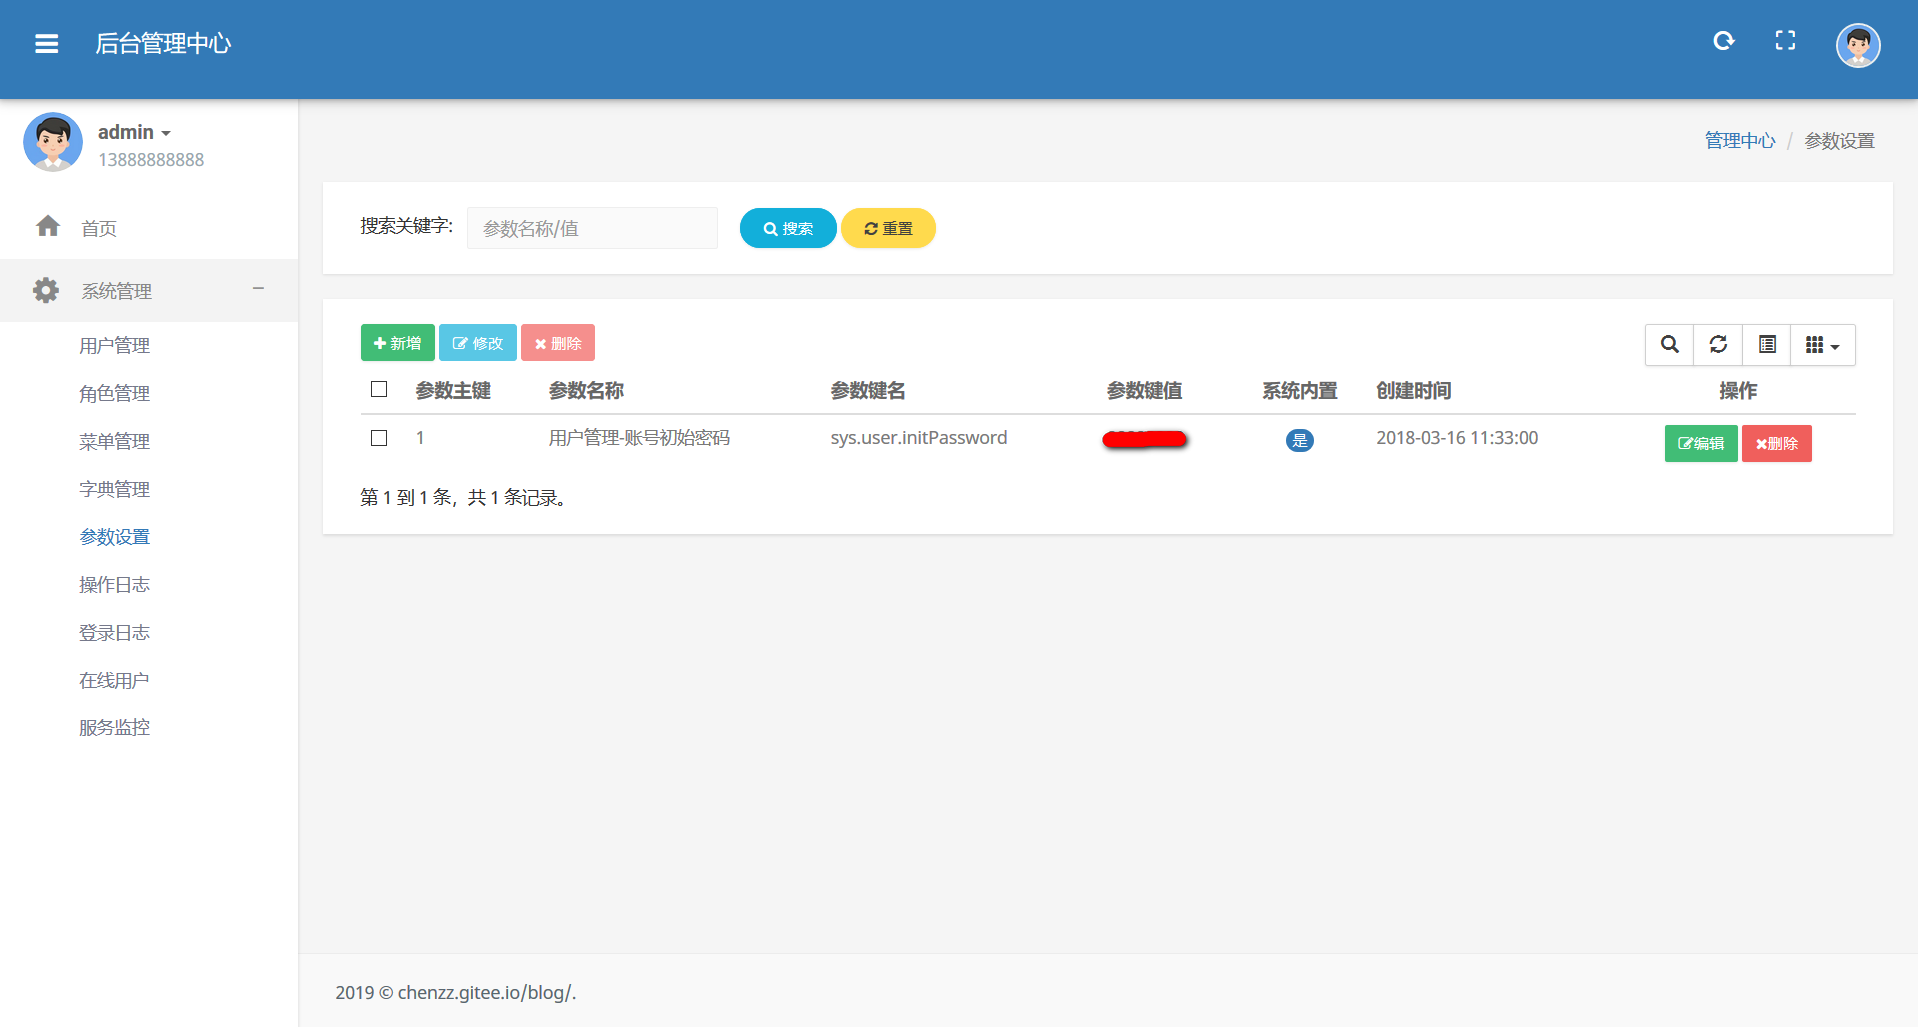 后台管理中心
admin
13888888888
首页
系统管理
用户管理
角色管理
菜单管理
字典管理
参数设置
操作日志
登录日志
在线用户
服务监控
管理中心 / 参数设置
搜索关键字: 参数名称/值 搜索 重置
新增 修改 删除
参数主键 参数名称 参数键名 参数键值 系统内置 创建时间 操作
1 用户管理-账号初始密码 sys.user.initPassword 是 2018-03-16 11:33:00 编辑 删除
第 1 到 1 条，共 1 条记录。
2019 © chenzz.gitee.io/blog/.